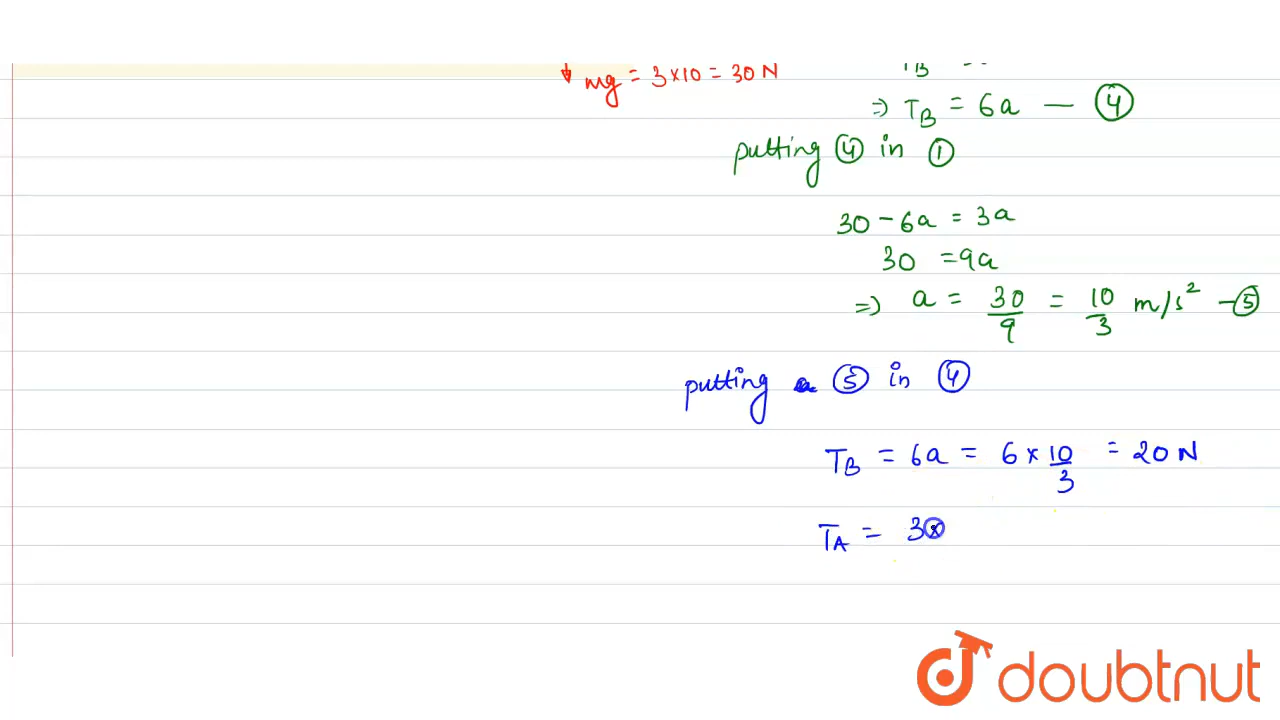 ↓ mg = 3×10 = 30 N
⇒ T_B = 6a — ④
putting ④ in ①
30 − 6a = 3a
30 = 9a
⇒ a = 30/9 = 10/3 m/s² − ⑤
putting ⑤ in ④
T_B = 6a = 6 × 10/3 = 20 N
T_A = 3×
doubtnut